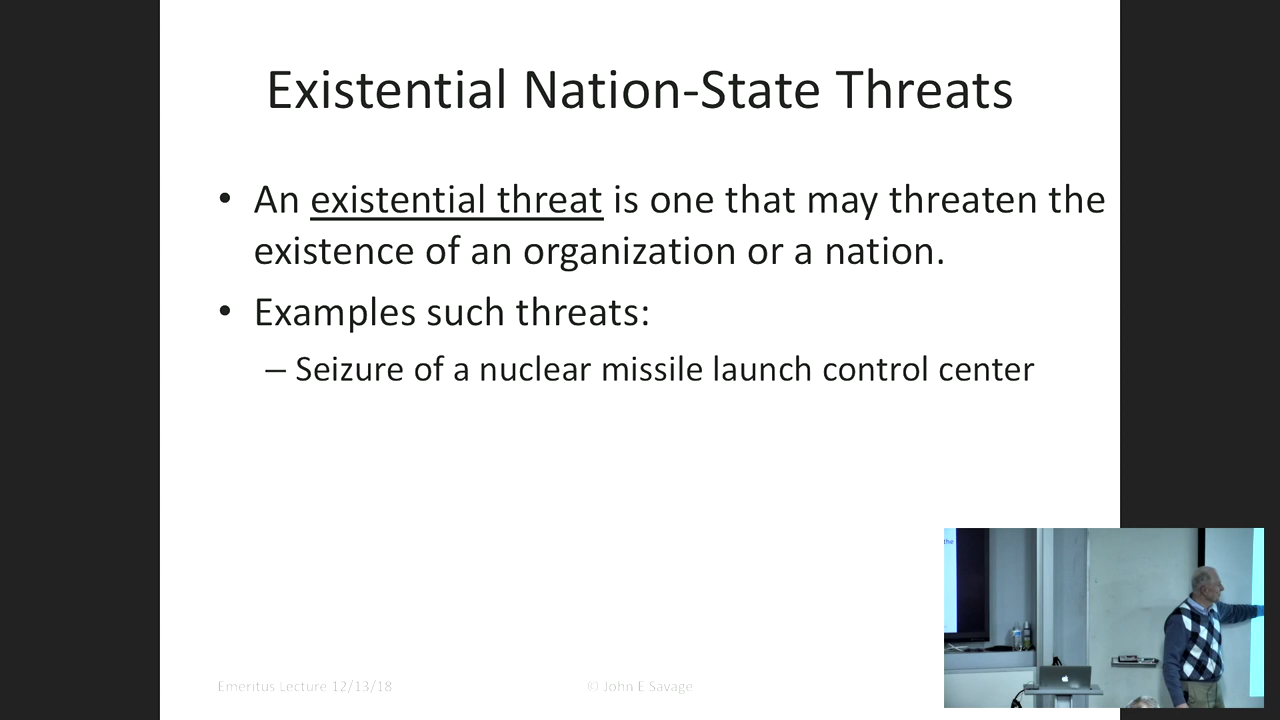 Existential Nation-State Threats
• An existential threat is one that may threaten the
existence of an organization or a nation.
• Examples such threats:
– Seizure of a nuclear missile launch control center
the
Emeritus Lecture 12/13/18
© John E Savage